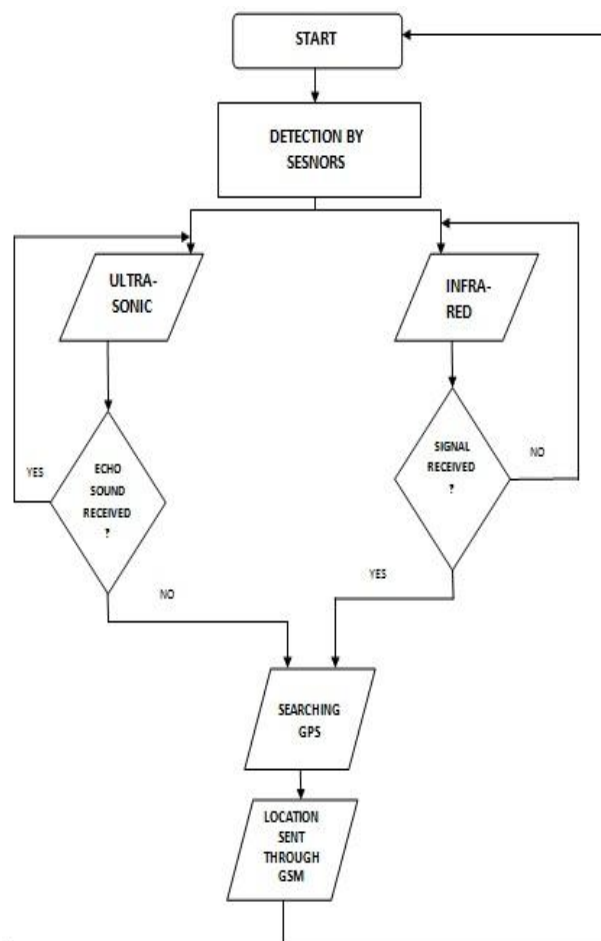 START
DETECTION BY
SESNORS
ULTRA-
SONIC
INFRA-
RED
YES
ECHO
SOUND
RECEIVED
?
NO
SIGNAL
RECEIVED
?
NO
YES
SEARCHING
GPS
LOCATION
SENT
THROUGH
GSM